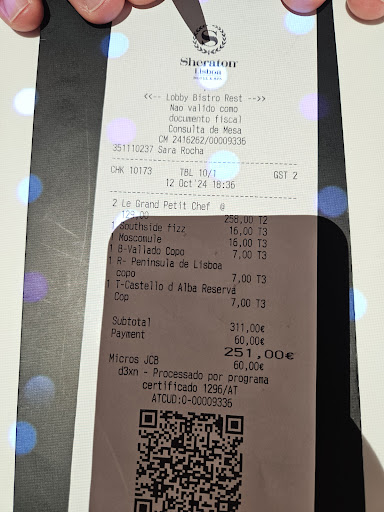 Sheraton
Lisboa
HOTEL & SPA
<<-- Lobby Bistro Rest -->>
Nao valido como
documento fiscal
Consulta de Mesa
CM 2416262/00009336
351110237 Sara Rocha
CHK 10173 TBL 10/1 GST 2
12 Oct'24 18:36
2 Le Grand Petit Chef @
129,00 258,00 T2
1 Southside fizz 16,00 T3
1 Moscomule 16,00 T3
1 B-Vallado Copo 7,00 T3
1 R- Peninsula de Lisboa
copo 7,00 T3
1 T-Castello d Alba Reserva
Cop 7,00 T3
Subtotal 311,00€
Payment 60,00€
251,00€
Micros JCB 60,00€
d3xn - Processado por programa
certificado 1296/AT
ATCUD:0-00009336